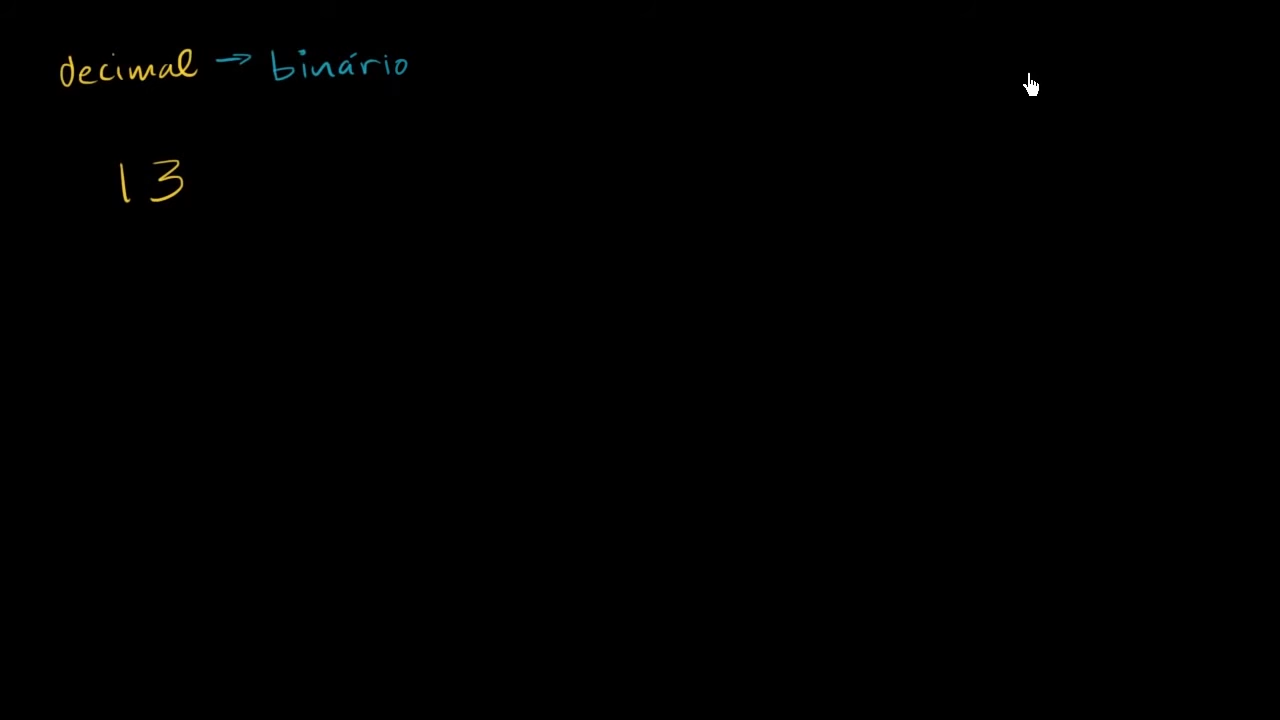 decimal → binário
13